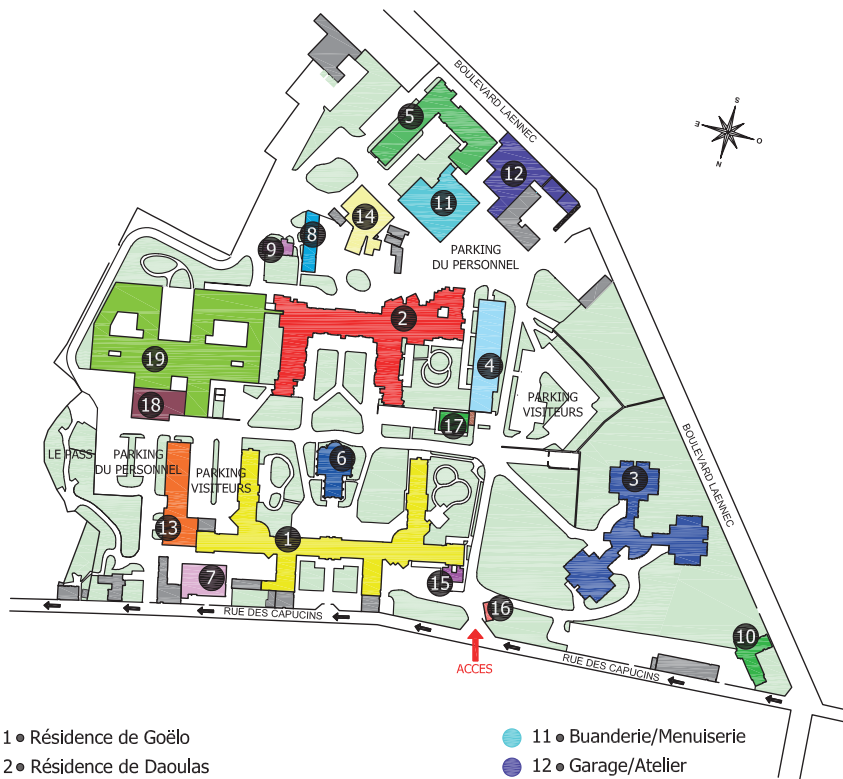 BOULEVARD LAENNEC
5
S
E
O
N
12
11
14
8
9
PARKING
DU PERSONNEL
2
4
19
18
PARKING
VISITEURS
17
LE PASS
PARKING
DU PERSONNEL
PARKING
VISITEURS
6
3
BOULEVARD LAENNEC
13
1
7
15
16
RUE DES CAPUCINS
10
ACCES
RUE DES CAPUCINS
1 • Résidence de Goëlo
2 • Résidence de Daoulas
11 • Buanderie/Menuiserie
12 • Garage/Atelier